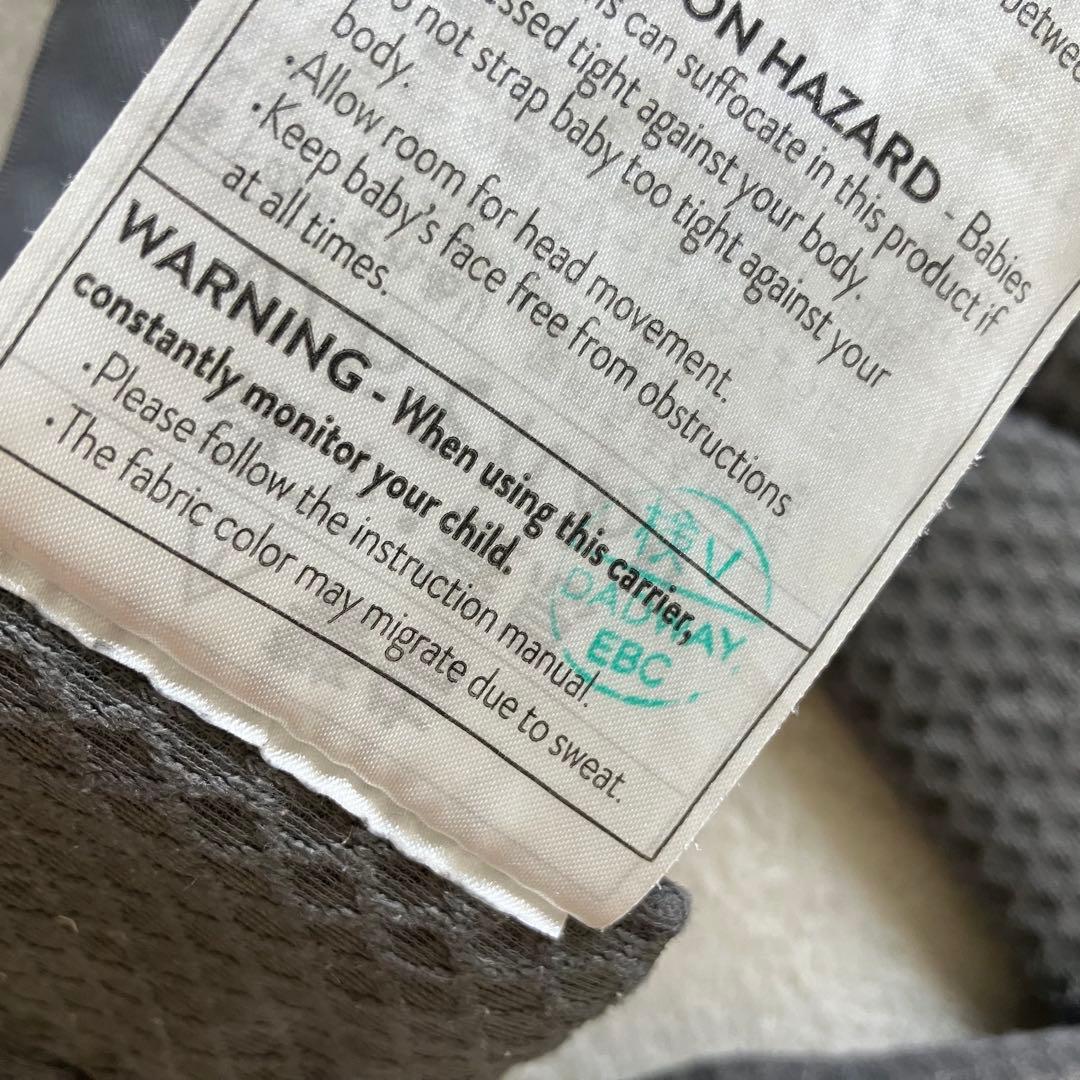 between
ON HAZARD - Babies
can suffocate in this product if
tight against your body.
not strap baby too tight against your
body.
•Allow room for head movement.
•Keep baby's face free from obstructions
at all times.
WARNING - When using this carrier,
constantly monitor your child.
•Please follow the instruction manual.
•The fabric color may migrate due to sweat.
検 V
DADWAY
EBC